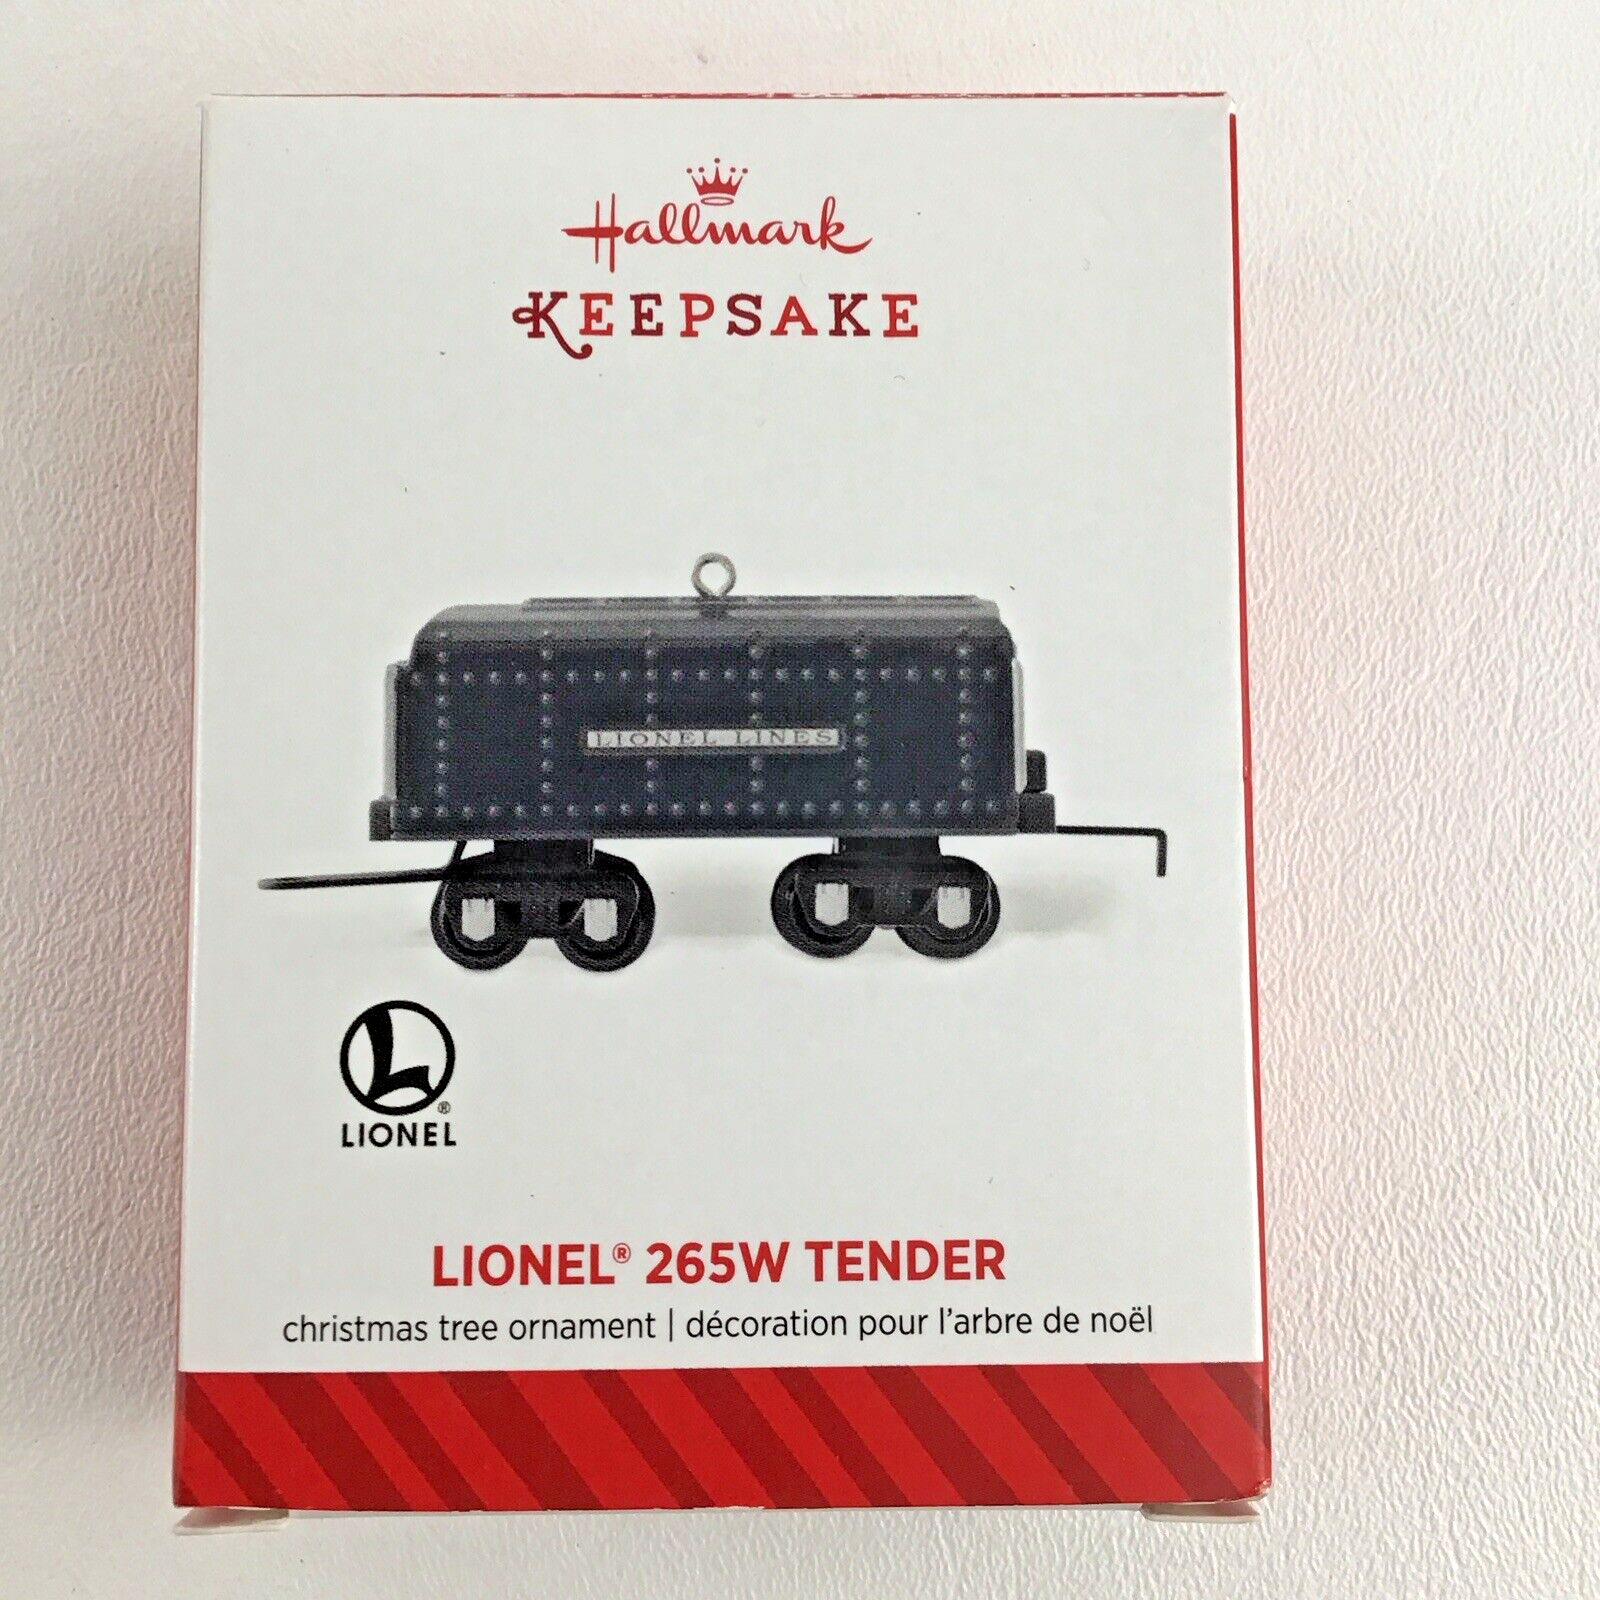 Hallmark
KEEPSAKE
LIONEL LINES
L®
LIONEL
LIONEL® 265W TENDER
christmas tree ornament | décoration pour l'arbre de noël